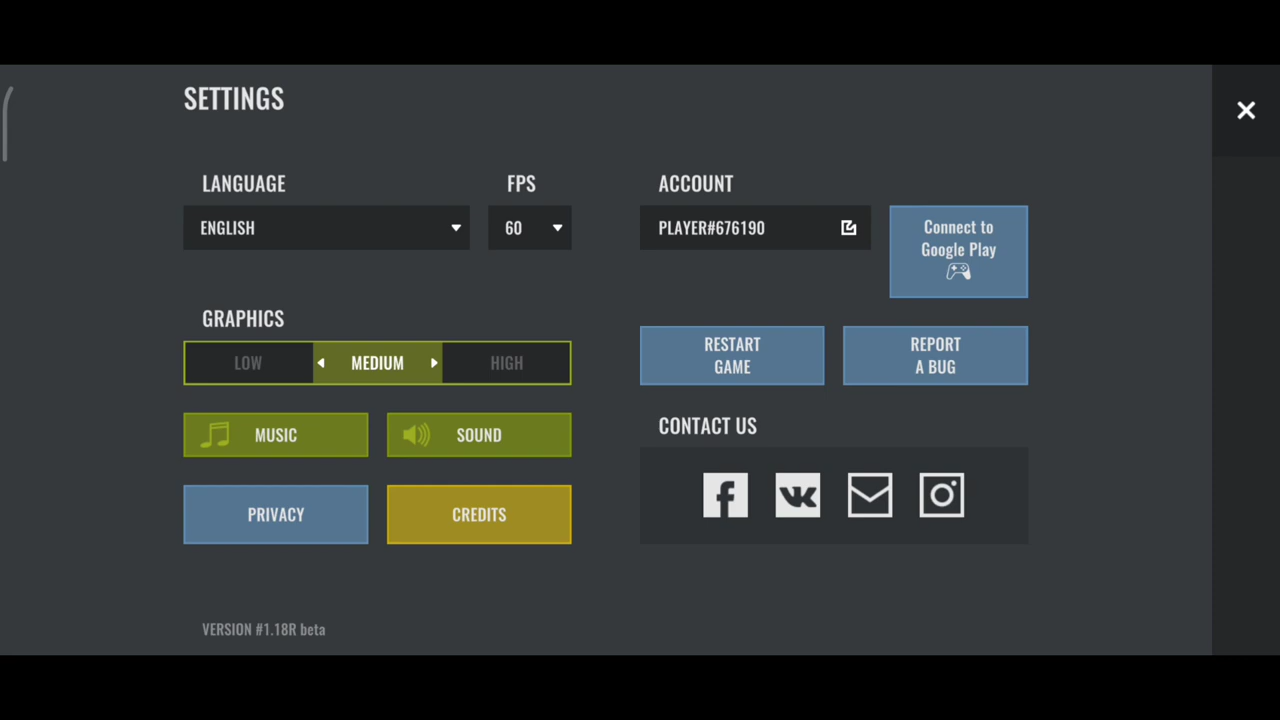 SETTINGS
LANGUAGE
FPS
ACCOUNT
ENGLISH
60
PLAYER#676190
Connect to
Google Play
GRAPHICS
LOW
MEDIUM
HIGH
RESTART
GAME
REPORT
A BUG
MUSIC
SOUND
CONTACT US
PRIVACY
CREDITS
VERSION #1.18R beta